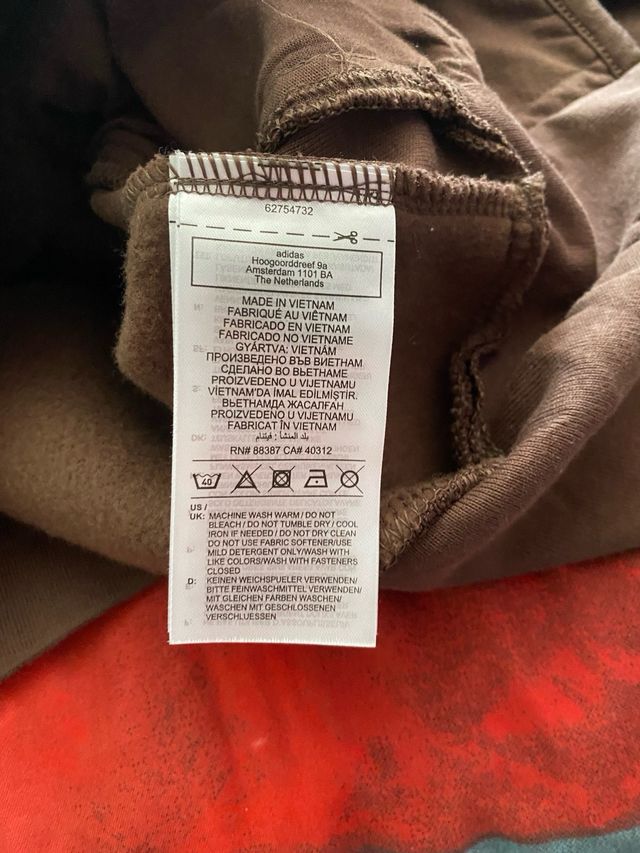 62754732
adidas
Hoogoorddreef 9a
Amsterdam 1101 BA
The Netherlands
MADE IN VIETNAM
FABRIQUÉ AU VIÊTNAM
FABRICADO EN VIETNAM
FABRICADO NO VIETNAME
GYÁRTVA: VIETNÁM
ПРОИЗВЕДЕНО ВЪВ ВИЕТНАМ
СДЕЛАНО ВО ВЬЕТНАМЕ
PROIZVEDENO U VIJETNAMU
VİETNAM'DA İMAL EDİLMİŞTİR.
ВЬЕТНАМДА ЖАСАЛҒАН
PROIZVEDENO U VIJETNAMU
FABRICAT ÎN VIETNAM
بلد المنشأ : فيتنام
RN# 88387 CA# 40312
40
US /
UK: MACHINE WASH WARM / DO NOT
BLEACH / DO NOT TUMBLE DRY / COOL
IRON IF NEEDED / DO NOT DRY CLEAN
DO NOT USE FABRIC SOFTENER/USE
MILD DETERGENT ONLY/WASH WITH
LIKE COLORS/WASH WITH FASTENERS
CLOSED
D: KEINEN WEICHSPUELER VERWENDEN/
BITTE FEINWASCHMITTEL VERWENDEN/
MIT GLEICHEN FARBEN WASCHEN/
WASCHEN MIT GESCHLOSSENEN
VERSCHLUESSEN